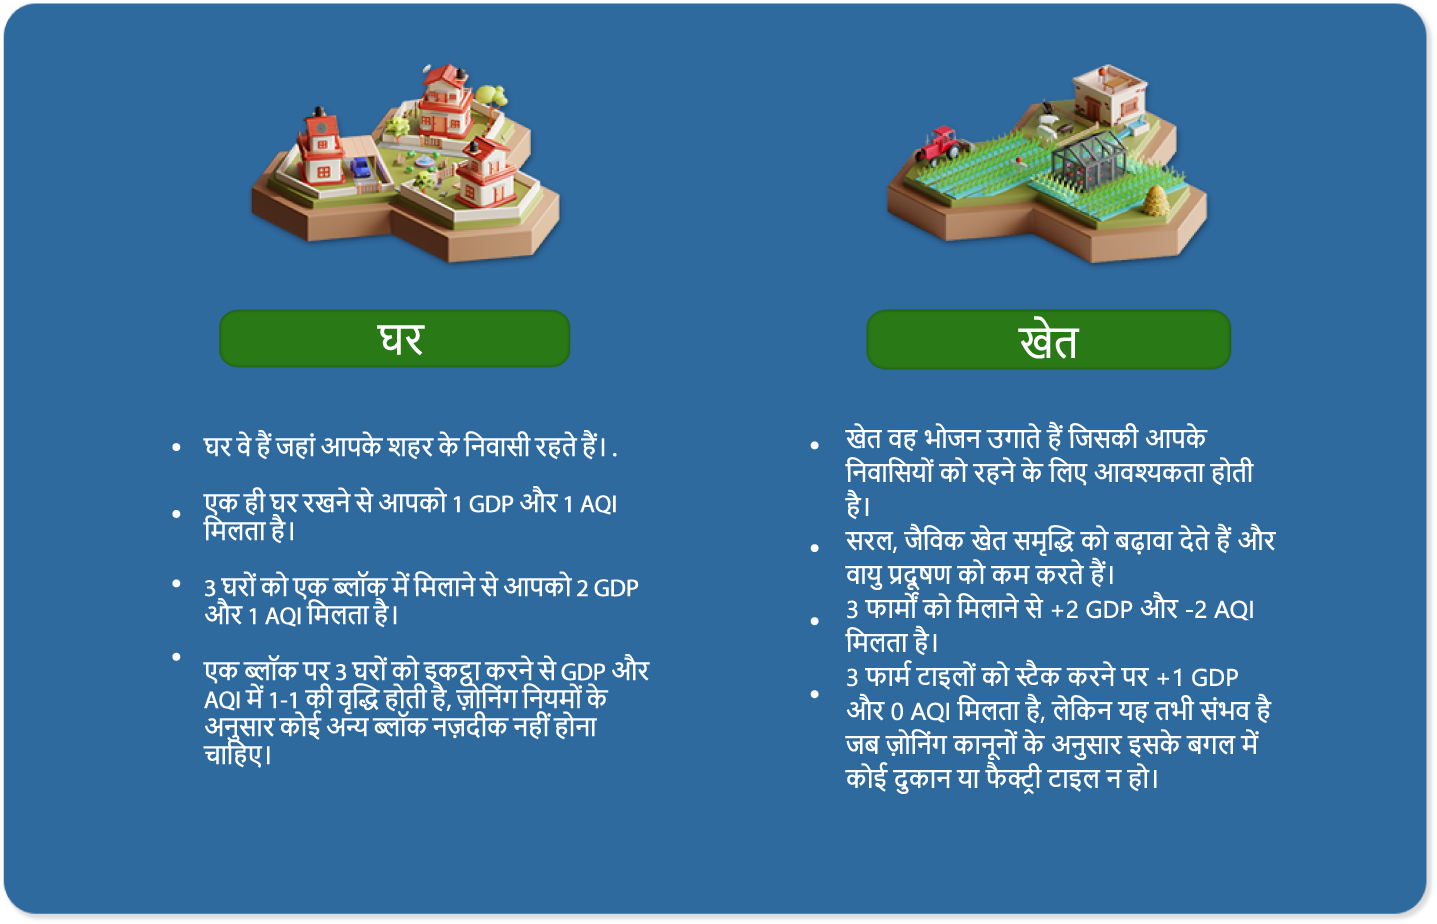 घर
• घर वे हैं जहां आपके शहर के निवासी रहते हैं। .
• एक ही घर रखने से आपको 1 GDP और 1 AQI
मिलता है।
• 3 घरों को एक ब्लॉक में मिलाने से आपको 2 GDP
और 1 AQI मिलता है।
• एक ब्लॉक पर 3 घरों को इकट्ठा करने से GDP और
AQI में 1-1 की वृद्धि होती है, ज़ोनिंग नियमों के
अनुसार कोई अन्य ब्लॉक नज़दीक नहीं होना
चाहिए।
खेत
• खेत वह भोजन उगाते हैं जिसकी आपके
निवासियों को रहने के लिए आवश्यकता होती
है।
• सरल, जैविक खेत समृद्धि को बढ़ावा देते हैं और
वायु प्रदूषण को कम करते हैं।
• 3 फार्मों को मिलाने से +2 GDP और -2 AQI
मिलता है।
• 3 फार्म टाइलों को स्टैक करने पर +1 GDP
और 0 AQI मिलता है, लेकिन यह तभी संभव है
जब ज़ोनिंग कानूनों के अनुसार इसके बगल में
कोई दुकान या फैक्ट्री टाइल न हो।